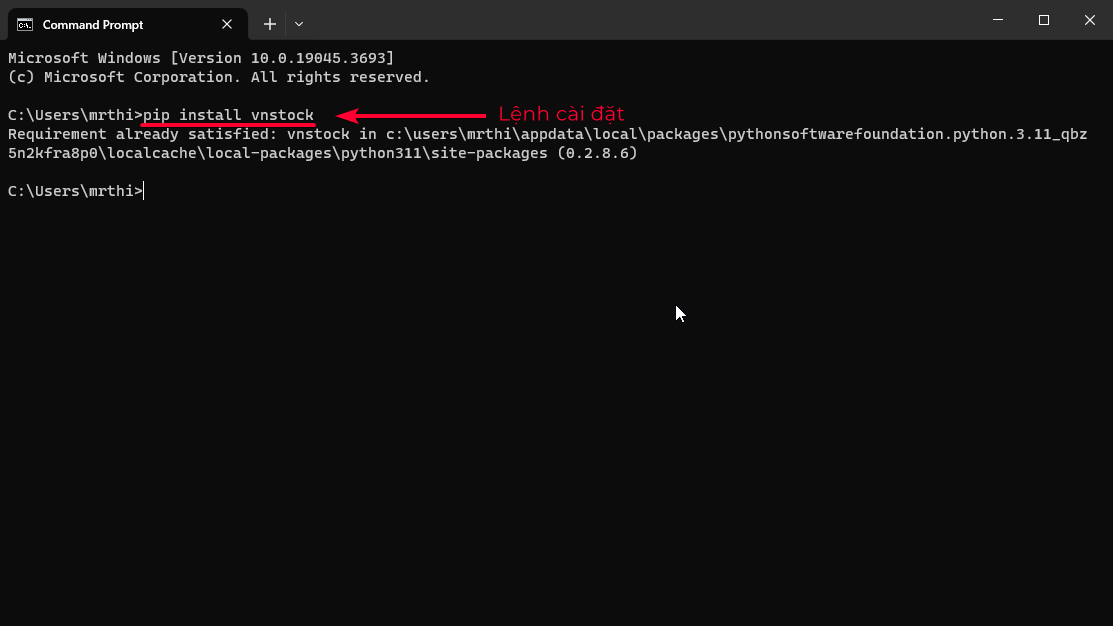 Command Prompt
Microsoft Windows [Version 10.0.19045.3693]
(c) Microsoft Corporation. All rights reserved.
C:\Users\mrthi>pip install vnstock
Lệnh cài đặt
Requirement already satisfied: vnstock in c:\users\mrthi\appdata\local\packages\pythonsoftwarefoundation.python.3.11_qbz
5n2kfra8p0\localcache\local-packages\python311\site-packages (0.2.8.6)
C:\Users\mrthi>